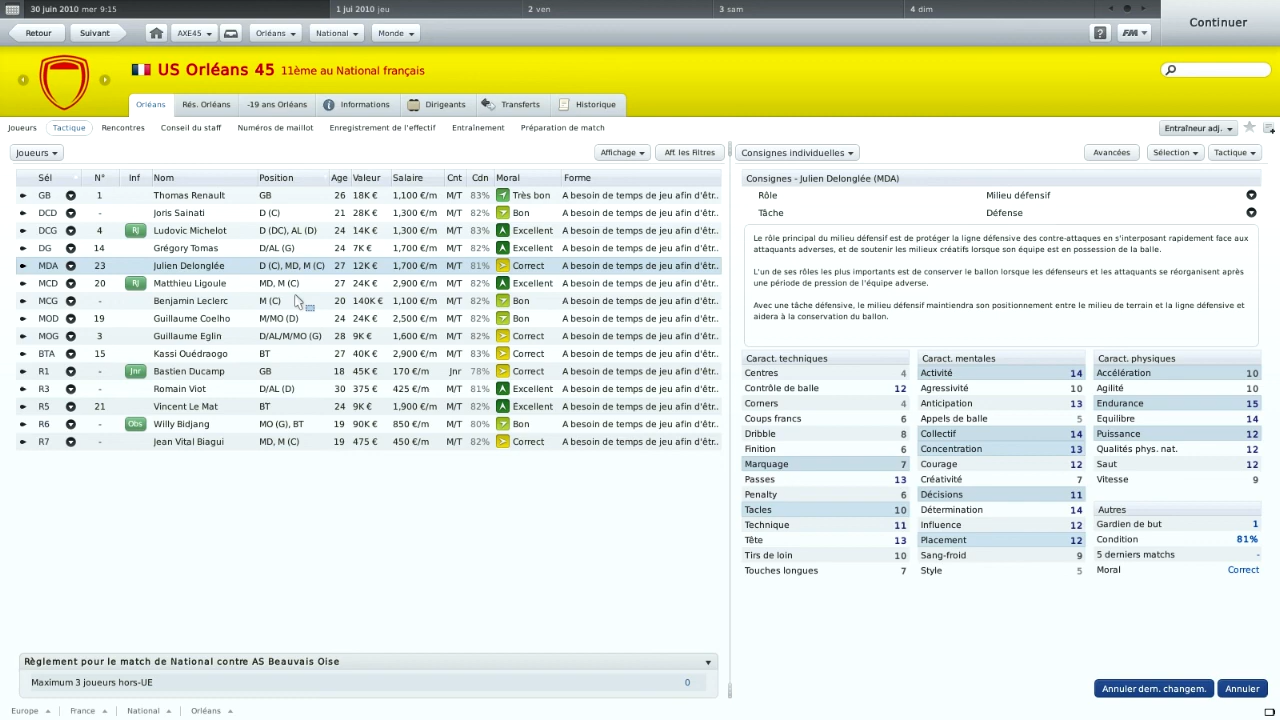 30 juin 2010 mer 9:15 1 jui 2010 jeu 2 ven 3 sam 4 dim
Continuer
Retour Suivant AXE45 Orléans National Monde ? FM
US Orléans 45 11ème au National français
Orléans Rés. Orléans -19 ans Orléans Informations Dirigeants Transferts Historique
Joueurs Tactique Rencontres Conseil du staff Numéros de maillot Enregistrement de l'effectif Entraînement Préparation de match Entraîneur adj.
Joueurs Affichage Aff. les Filtres
Sél N° Inf Nom Position Age Valeur Salaire Cnt Cdn Moral Forme
GB 1 Thomas Renault GB 26 18K € 1,100 €/m M/T 83% Très bon A besoin de temps de jeu afin d'êtr..
DCD - Joris Sainati D (C) 21 28K € 1,300 €/m M/T 82% Bon A besoin de temps de jeu afin d'êtr..
DCG 4 RJ Ludovic Michelot D (DC), AL (D) 24 14K € 1,300 €/m M/T 83% Excellent A besoin de temps de jeu afin d'êtr..
DG 14 Grégory Tomas D/AL (G) 24 7K € 1,700 €/m M/T 82% Excellent A besoin de temps de jeu afin d'êtr..
MDA 23 Julien Delonglée D (C), MD, M (C) 27 12K € 1,700 €/m M/T 81% Correct A besoin de temps de jeu afin d'êtr..
MCD 20 RJ Matthieu Ligoule MD, M (C) 27 24K € 2,900 €/m M/T 82% Excellent A besoin de temps de jeu afin d'êtr..
MCG - Benjamin Leclerc M (C) 20 140K € 1,100 €/m M/T 82% Bon A besoin de temps de jeu afin d'êtr..
MOD 19 Guillaume Coelho M/MO (D) 24 24K € 2,500 €/m M/T 82% Bon A besoin de temps de jeu afin d'êtr..
MOG 3 Guillaume Eglin D/AL/M/MO (G) 28 9K € 1,600 €/m M/T 82% Correct A besoin de temps de jeu afin d'êtr..
BTA 15 Kassi Ouédraogo BT 27 40K € 2,900 €/m M/T 83% Correct A besoin de temps de jeu afin d'êtr..
R1 - Jnr Bastien Ducamp GB 18 45K € 170 €/m Jnr 78% Correct A besoin de temps de jeu afin d'êtr..
R3 - Romain Viot D/AL (D) 30 375 € 425 €/m M/T 81% Excellent A besoin de temps de jeu afin d'êtr..
R5 21 Vincent Le Mat BT 24 9K € 1,900 €/m M/T 82% Excellent A besoin de temps de jeu afin d'êtr..
R6 - Obs Willy Bidjang MO (G), BT 19 90K € 850 €/m M/T 80% Bon A besoin de temps de jeu afin d'êtr..
R7 - Jean Vital Biagui MD, M (C) 19 475 € 450 €/m M/T 82% Correct A besoin de temps de jeu afin d'êtr..
Règlement pour le match de National contre AS Beauvais Oise
Maximum 3 joueurs hors-UE 0
Consignes individuelles Avancées Sélection Tactique
Consignes - Julien Delonglée (MDA)
Rôle Milieu défensif
Tâche Défense
Le rôle principal du milieu défensif est de protéger la ligne défensive des contre-attaques en s'interposant rapidement face aux
attaquants adverses, et de soutenir les milieux créatifs lorsque son équipe est en possession de la balle.
L'un de ses rôles les plus importants est de conserver le ballon lorsque les défenseurs et les attaquants se réorganisent après
une période de pression de l'équipe adverse.
Avec une tâche défensive, le milieu défensif maintiendra son positionnement entre le milieu de terrain et la ligne défensive et
aidera à la conservation du ballon.
Caract. techniques Caract. mentales Caract. physiques
Centres 4 Activité 14 Accélération 10
Contrôle de balle 12 Agressivité 10 Agilité 10
Corners 4 Anticipation 13 Endurance 15
Coups francs 6 Appels de balle 5 Equilibre 14
Dribble 8 Collectif 14 Puissance 12
Finition 6 Concentration 13 Qualités phys. nat. 12
Marquage 7 Courage 12 Saut 12
Passes 13 Créativité 7 Vitesse 9
Penalty 6 Décisions 11
Tacles 10 Détermination 14 Autres
Technique 11 Influence 12 Gardien de but 1
Tête 13 Placement 12 Condition 81%
Tirs de loin 10 Sang-froid 9 5 derniers matchs -
Touches longues 7 Style 5 Moral Correct
Annuler dern. changem. Annuler
Europe France National Orléans